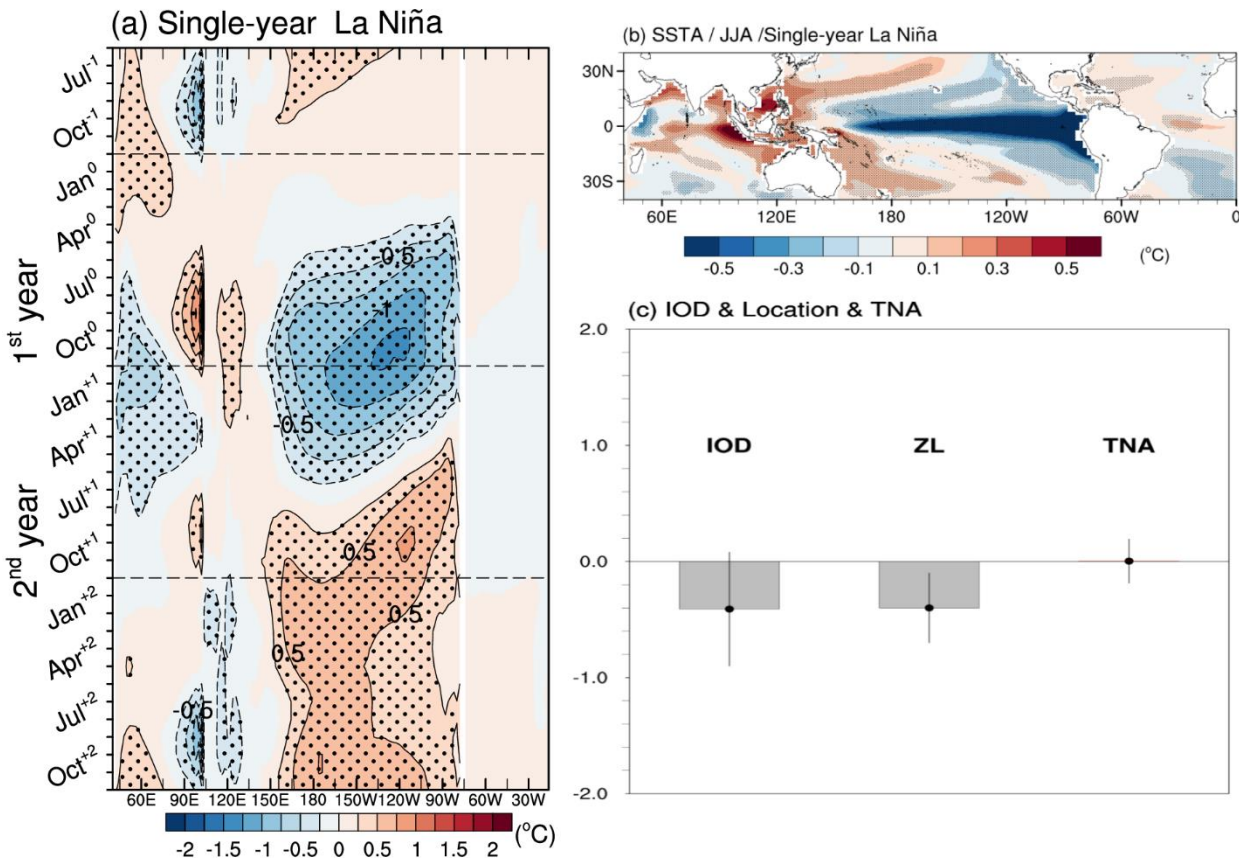 (a) Single-year La Niña
Jul-1
Oct-1
Jan0
Apr0
Jul0
Oct0
Jan+1
Apr+1
Jul+1
Oct+1
Jan+2
Apr+2
Jul+2
Oct+2
1st year
2nd year
-0.5
-1
-0.5
0.5
0.5
0.5
-0.5
60E 90E 120E 150E 180 150W 120W 90W 60W 30W
-2 -1.5 -1 -0.5 0 0.5 1 1.5 2
(°C)
(b) SSTA / JJA /Single-year La Niña
30N
0
30S
60E 120E 180 120W 60W 0
-0.5 -0.3 -0.1 0.1 0.3 0.5
(°C)
(c) IOD & Location & TNA
2.0
1.0
0.0
-1.0
-2.0
IOD ZL TNA